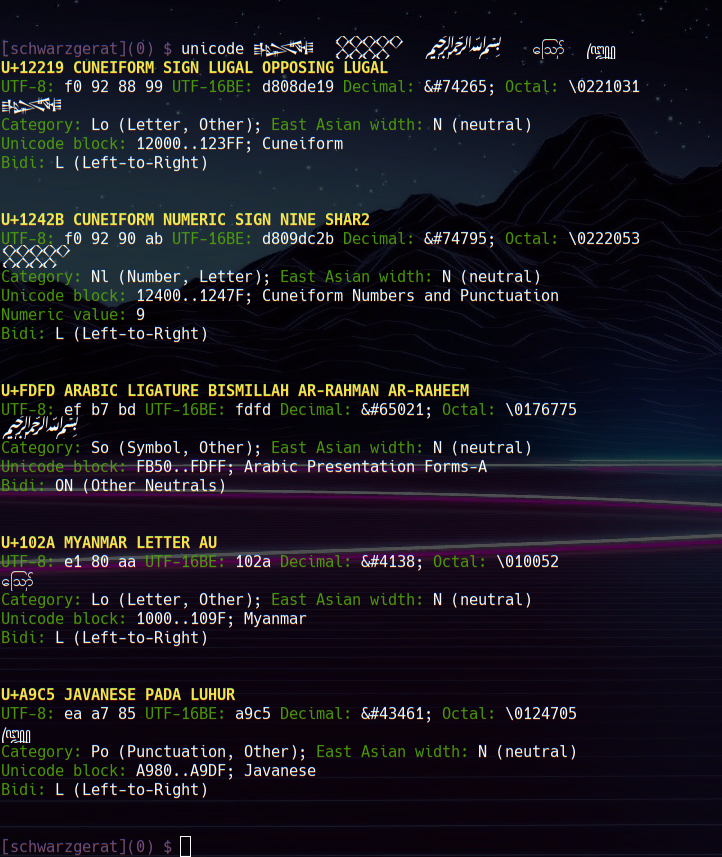 [schwarzgerat](0) $ unicode 𒈙 𒐫 ﷽ ဪ ꧅
U+12219 CUNEIFORM SIGN LUGAL OPPOSING LUGAL
UTF-8: f0 92 88 99 UTF-16BE: d808de19 Decimal: &#74265; Octal: \0221031
𒈙
Category: Lo (Letter, Other); East Asian width: N (neutral)
Unicode block: 12000..123FF; Cuneiform
Bidi: L (Left-to-Right)
U+1242B CUNEIFORM NUMERIC SIGN NINE SHAR2
UTF-8: f0 92 90 ab UTF-16BE: d809dc2b Decimal: &#74795; Octal: \0222053
𒐫
Category: Nl (Number, Letter); East Asian width: N (neutral)
Unicode block: 12400..1247F; Cuneiform Numbers and Punctuation
Numeric value: 9
Bidi: L (Left-to-Right)
U+FDFD ARABIC LIGATURE BISMILLAH AR-RAHMAN AR-RAHEEM
UTF-8: ef b7 bd UTF-16BE: fdfd Decimal: &#65021; Octal: \0176775
﷽
Category: So (Symbol, Other); East Asian width: N (neutral)
Unicode block: FB50..FDFF; Arabic Presentation Forms-A
Bidi: ON (Other Neutrals)
U+102A MYANMAR LETTER AU
UTF-8: e1 80 aa UTF-16BE: 102a Decimal: &#4138; Octal: \010052
ဪ
Category: Lo (Letter, Other); East Asian width: N (neutral)
Unicode block: 1000..109F; Myanmar
Bidi: L (Left-to-Right)
U+A9C5 JAVANESE PADA LUHUR
UTF-8: ea a7 85 UTF-16BE: a9c5 Decimal: &#43461; Octal: \0124705
꧅
Category: Po (Punctuation, Other); East Asian width: N (neutral)
Unicode block: A980..A9DF; Javanese
Bidi: L (Left-to-Right)
[schwarzgerat](0) $